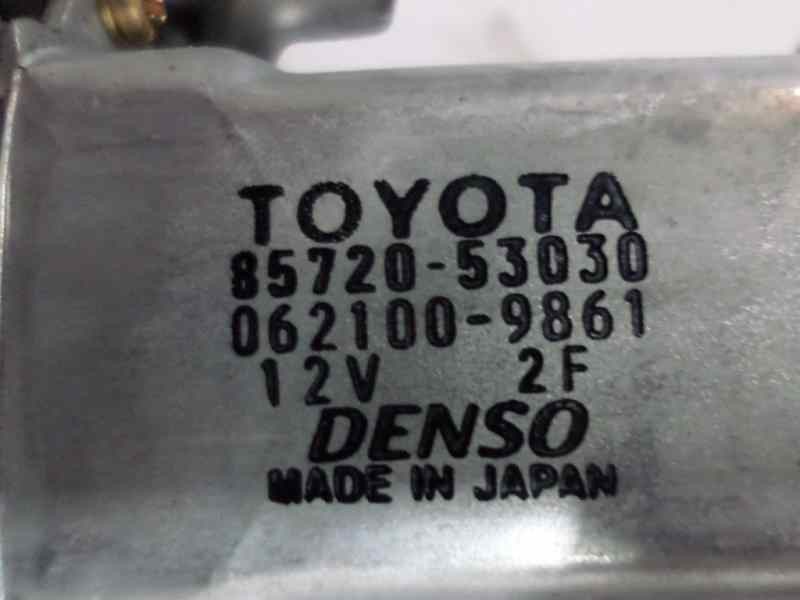 TOYOTA
85720-53030
062100-9861
12V 2F
DENSO
MADE IN JAPAN